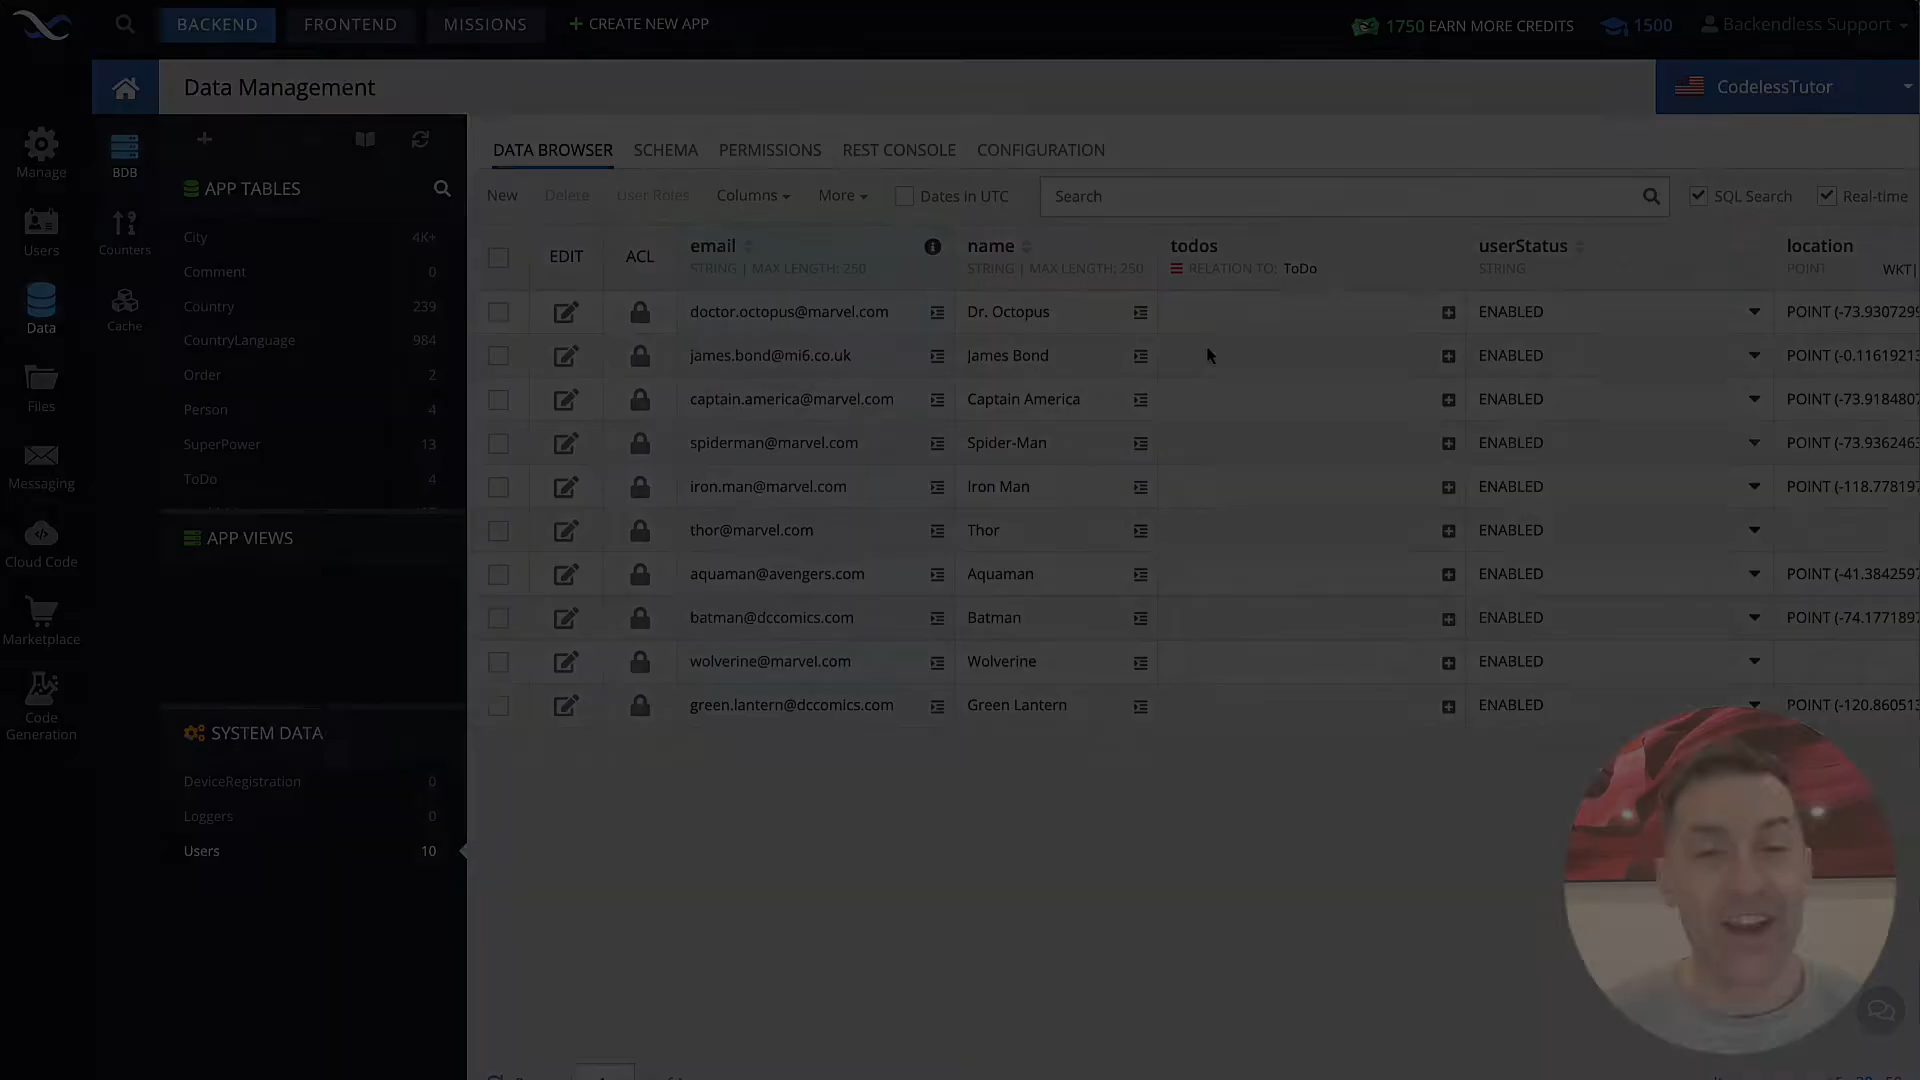 BACKEND
FRONTEND
MISSIONS
CREATE NEW APP
1750 EARN MORE CREDITS
1500
Backendless Support
Data Management
CodelessTutor
Manage
Users
Data
Files
Messaging
Cloud Code
Marketplace
Code
Generation
BDB
Counters
Cache
APP TABLES
City 4K+
Comment 0
Country 239
CountryLanguage 984
Order 2
Person 4
SuperPower 13
ToDo 4
APP VIEWS
SYSTEM DATA
DeviceRegistration 0
Loggers 0
Users 10
DATA BROWSER SCHEMA PERMISSIONS REST CONSOLE CONFIGURATION
New Delete User Roles Columns More Dates in UTC Search SQL Search Real-time
EDIT ACL email name todos userStatus location
STRING | MAX LENGTH: 250 STRING | MAX LENGTH: 250 RELATION TO: ToDo STRING POINT WKT|
doctor.octopus@marvel.com Dr. Octopus ENABLED POINT (-73.9307299
james.bond@mi6.co.uk James Bond ENABLED POINT (-0.11619213
captain.america@marvel.com Captain America ENABLED POINT (-73.9184807
spiderman@marvel.com Spider-Man ENABLED POINT (-73.9362463
iron.man@marvel.com Iron Man ENABLED POINT (-118.778197
thor@marvel.com Thor ENABLED
aquaman@avengers.com Aquaman ENABLED POINT (-41.3842597
batman@dccomics.com Batman ENABLED POINT (-74.1771897
wolverine@marvel.com Wolverine ENABLED
green.lantern@dccomics.com Green Lantern ENABLED POINT (-120.860513